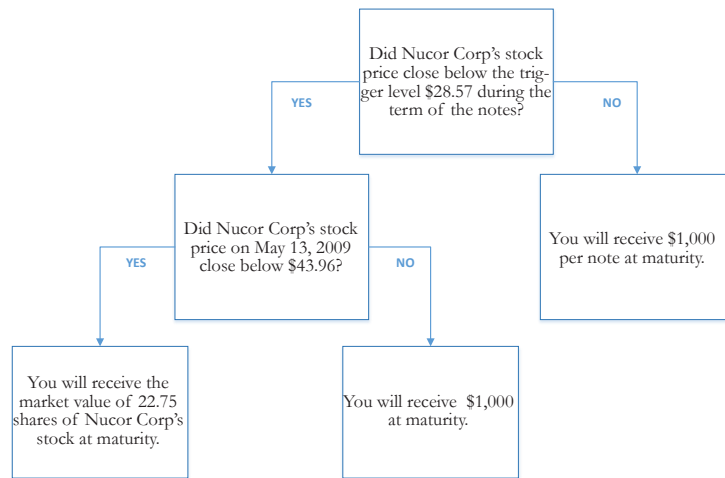 Did Nucor Corp's stock
price close below the trig-
ger level $28.57 during the
term of the notes?
YES
NO
Did Nucor Corp's stock
price on May 13, 2009
close below $43.96?
You will receive $1,000
per note at maturity.
YES
NO
You will receive the
market value of 22.75
shares of Nucor Corp's
stock at maturity.
You will receive $1,000
at maturity.